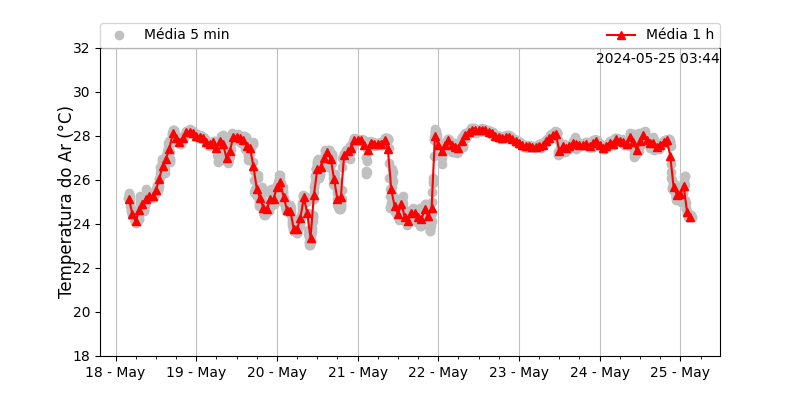 Média 5 min
Média 1 h
2024-05-25 03:44
Temperatura do Ar (°C)
32
30
28
26
24
22
20
18
18 - May
19 - May
20 - May
21 - May
22 - May
23 - May
24 - May
25 - May